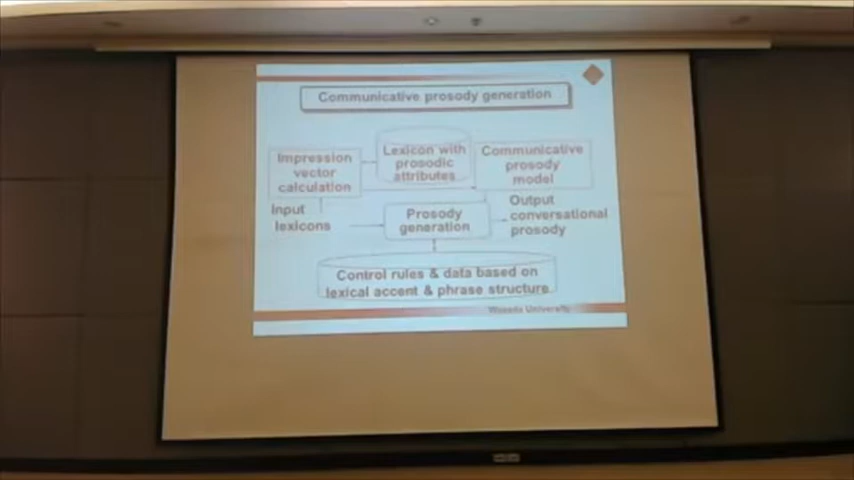 Communicative prosody generation
Impression
vector
calculation
Lexicon with
prosodic
attributes
Communicative
prosody
model
Input
lexicons
Prosody
generation
Output
conversational
prosody
Control rules & data based on
lexical accent & phrase structure
Waseda University